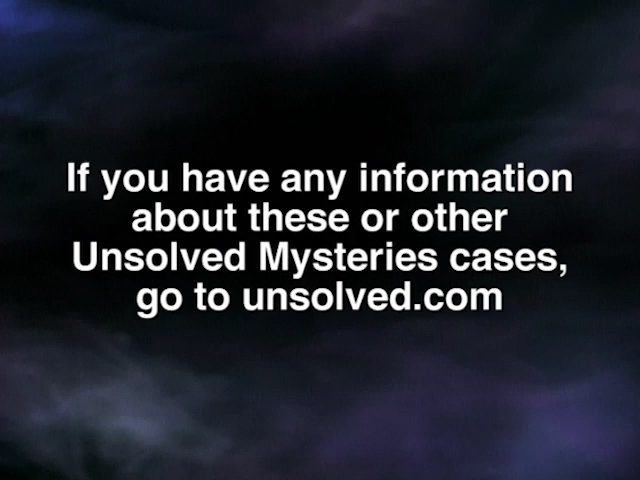 If you have any information
about these or other
Unsolved Mysteries cases,
go to unsolved.com